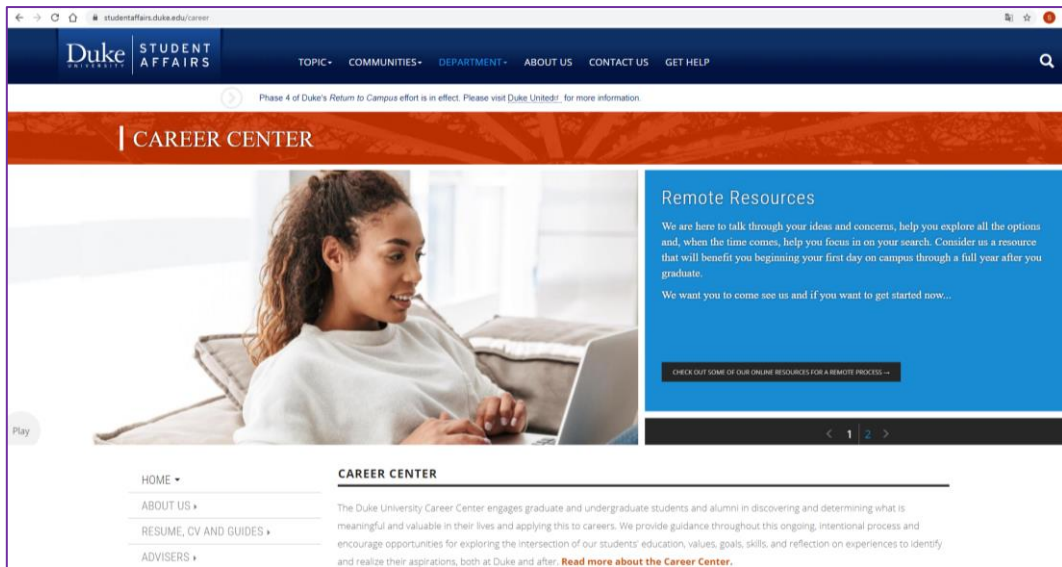 studentaffairs.duke.edu/career
Duke
UNIVERSITY
STUDENT
AFFAIRS
TOPIC
COMMUNITIES
DEPARTMENT
ABOUT US
CONTACT US
GET HELP
Phase 4 of Duke's Return to Campus effort is in effect. Please visit Duke United for more information.
CAREER CENTER
Remote Resources
We are here to talk through your ideas and concerns, help you explore all the options
and, when the time comes, help you focus in on your search. Consider us a resource
that will benefit you beginning your first day on campus through a full year after you
graduate.
We want you to come see us and if you want to get started now...
CHECK OUT SOME OF OUR ONLINE RESOURCES FOR A REMOTE PROCESS →
Play
< 1 | 2 >
HOME
ABOUT US
RESUME, CV AND GUIDES
ADVISERS
CAREER CENTER
The Duke University Career Center engages graduate and undergraduate students and alumni in discovering and determining what is
meaningful and valuable in their lives and applying this to careers. We provide guidance throughout this ongoing, intentional process and
encourage opportunities for exploring the intersection of our students' education, values, goals, skills, and reflection on experiences to identify
and realize their aspirations, both at Duke and after. Read more about the Career Center.